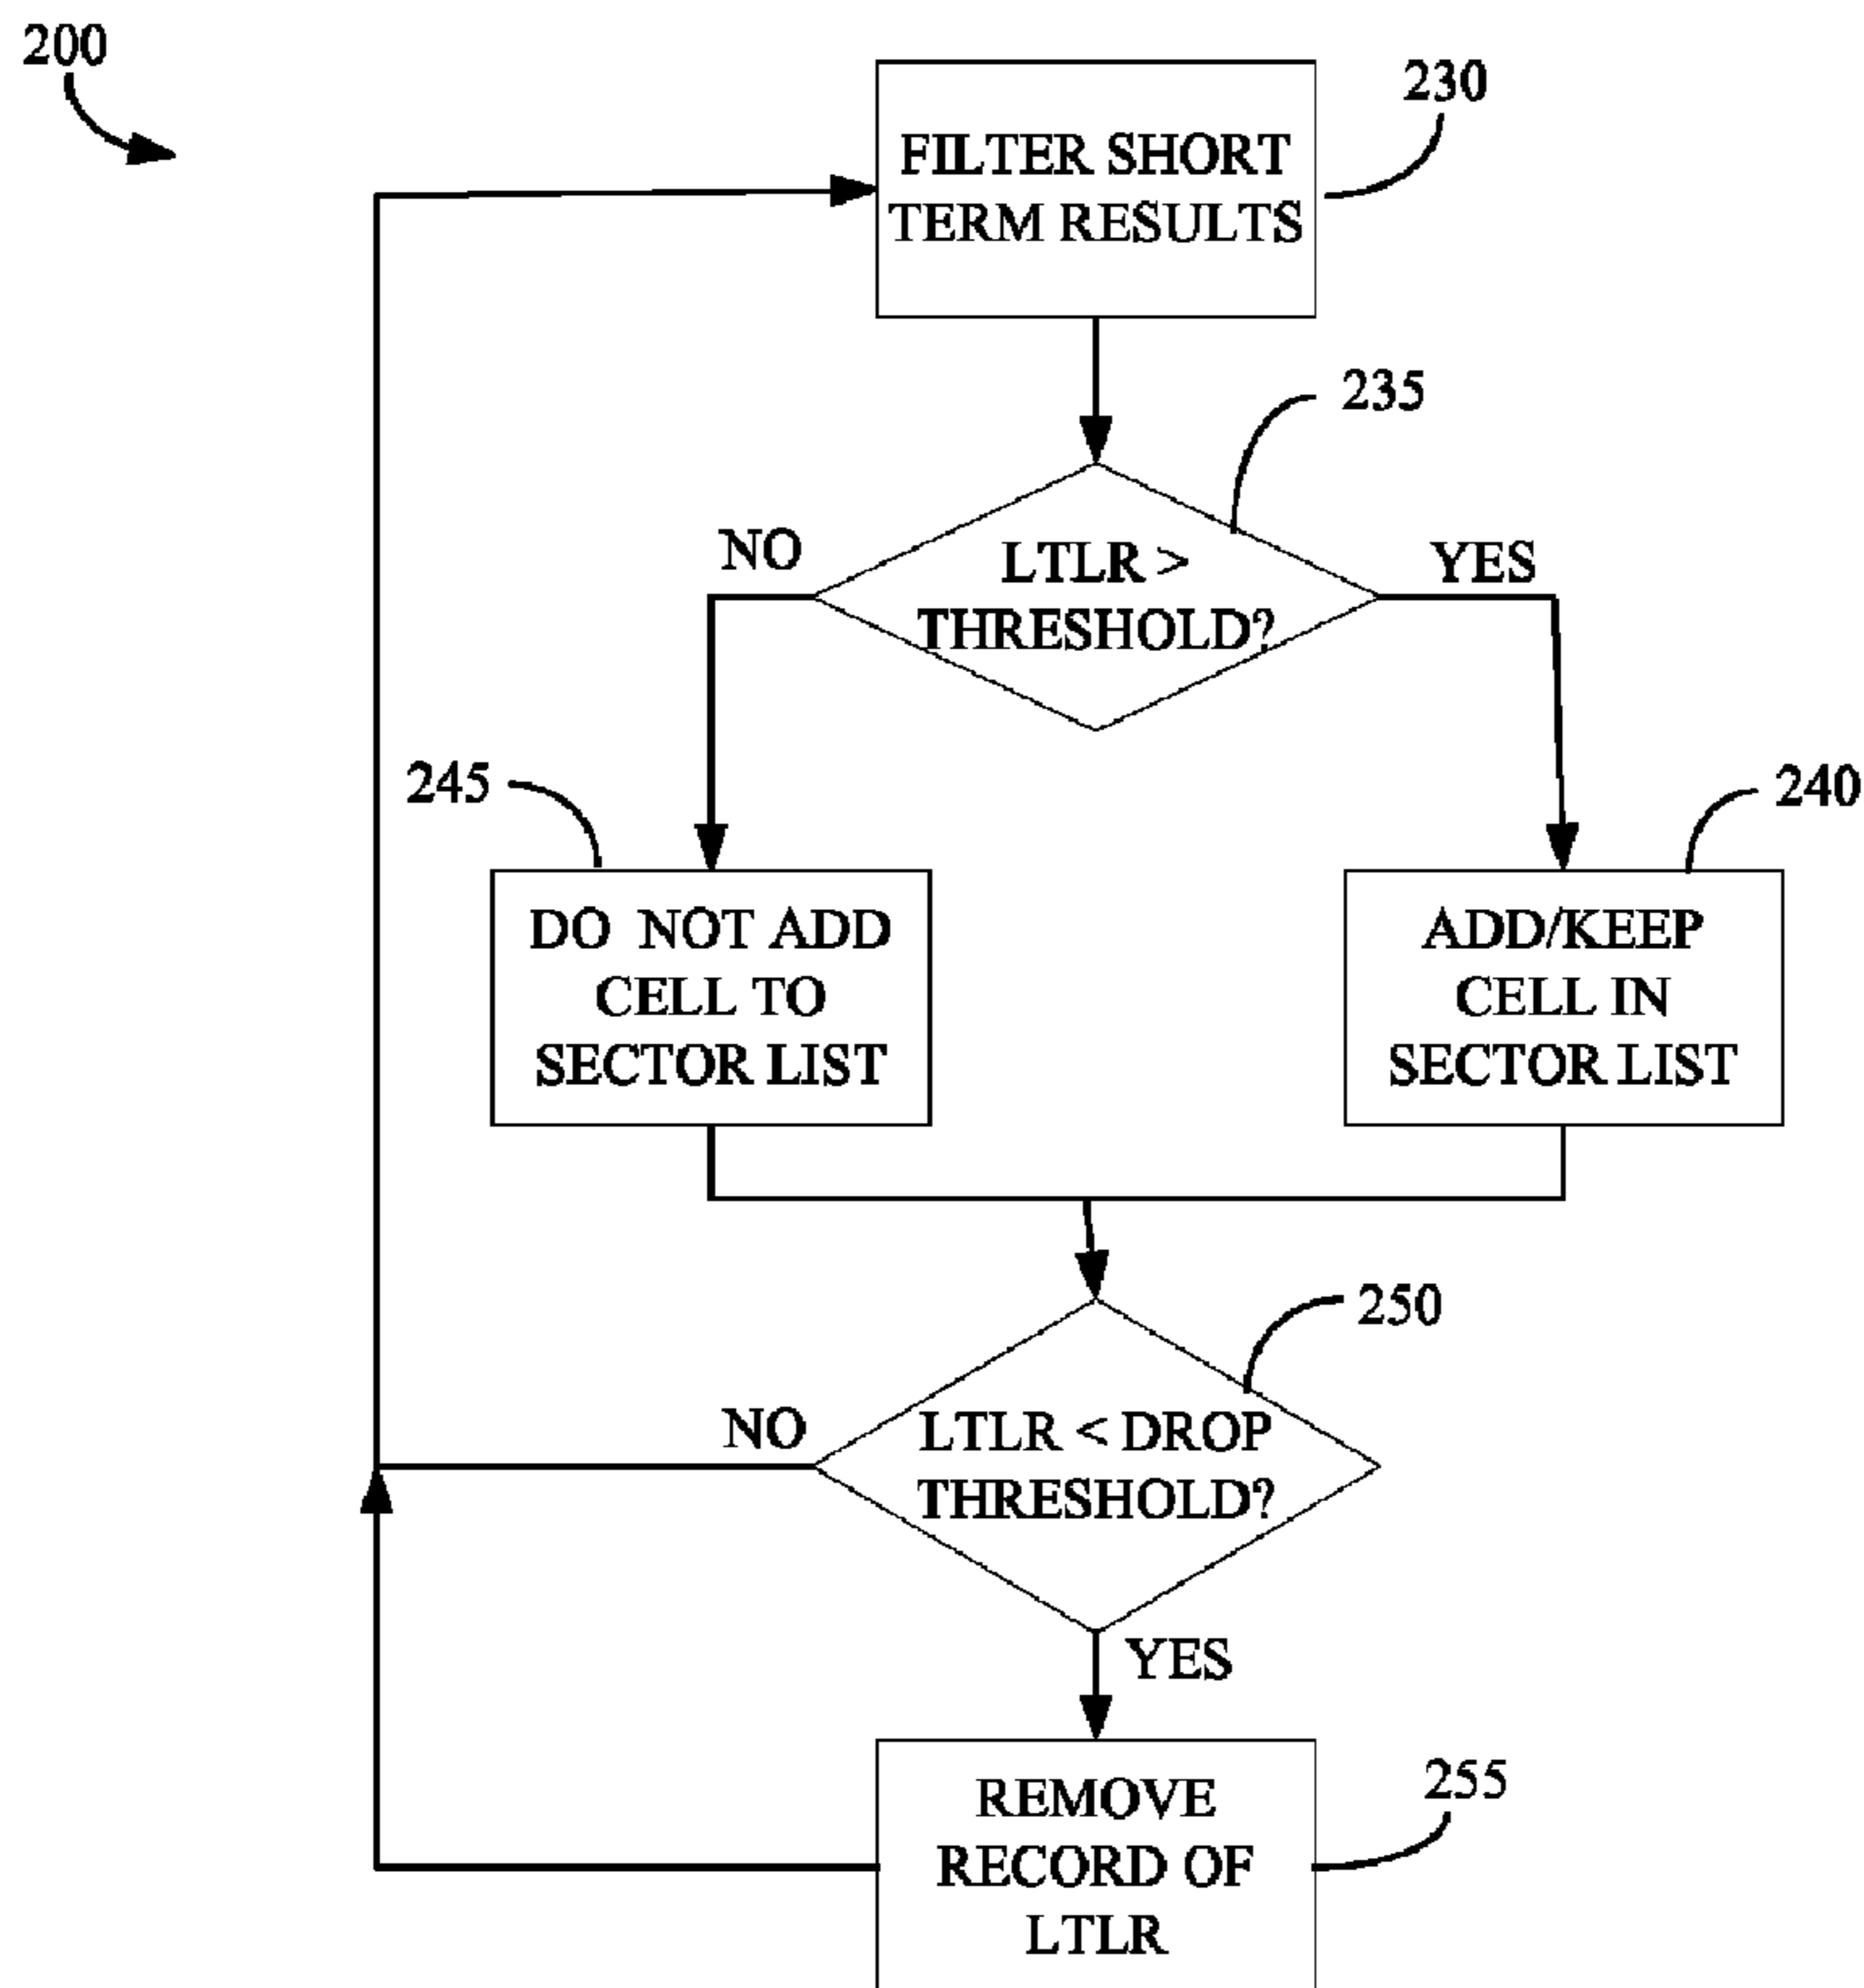 200
230
FILTER SHORT
TERM RESULTS
235
NO
LTLR >
THRESHOLD?
YES
245
240
DO NOT ADD
CELL TO
SECTOR LIST
ADD/KEEP
CELL IN
SECTOR LIST
250
NO
LTLR < DROP
THRESHOLD?
YES
255
REMOVE
RECORD OF
LTLR